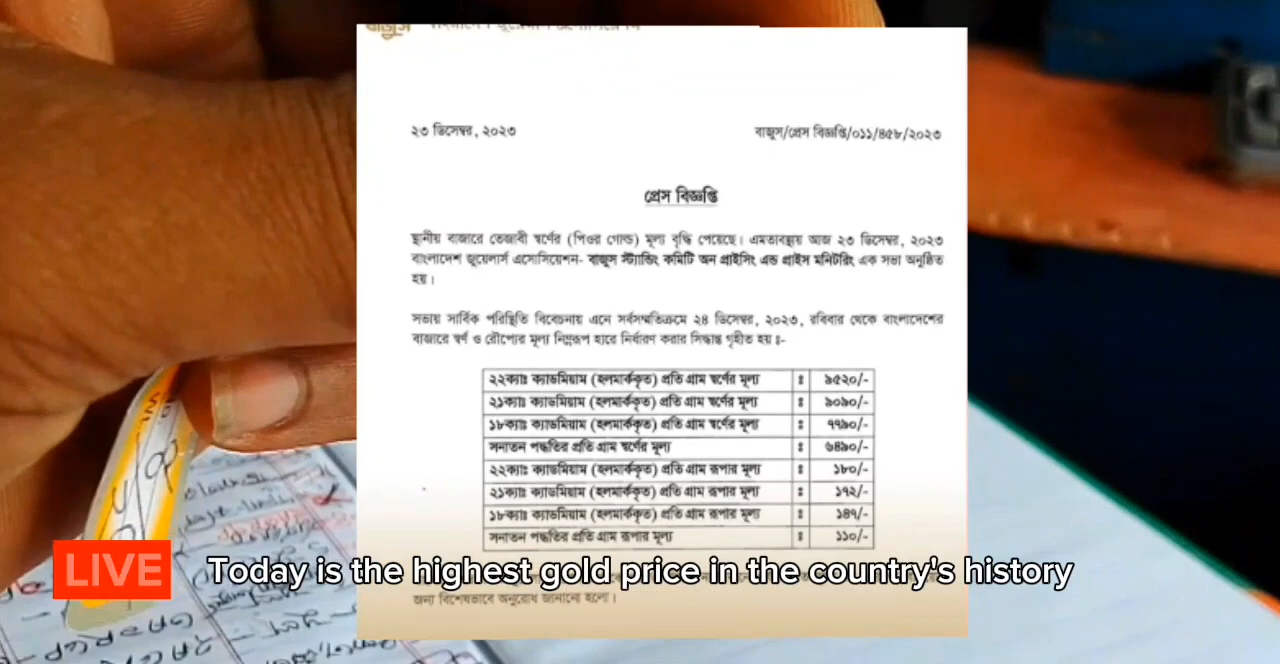 বাজুস
২৩ ডিসেম্বর, ২০২৩
বাজুস/প্রেস বিজ্ঞপ্তি/০১১/৪৫৮/২০২৩
প্রেস বিজ্ঞপ্তি
স্থানীয় বাজারে তেজাবী স্বর্ণের (পিওর গোল্ড) মূল্য বৃদ্ধি পেয়েছে। এমতাবস্থায় আজ ২৩ ডিসেম্বর, ২০২৩
বাংলাদেশ জুয়েলার্স এসোসিয়েশন- বাজুস স্ট্যান্ডিং কমিটি অন প্রাইসিং এন্ড প্রাইস মনিটরিং এক সভা অনুষ্ঠিত
হয়।
সভায় সার্বিক পরিস্থিতি বিবেচনায় এনে সর্বসম্মতিক্রমে ২৪ ডিসেম্বর, ২০২৩, রবিবার থেকে বাংলাদেশের
বাজারে স্বর্ণ ও রৌপ্যের মূল্য নিম্নরূপ হারে নির্ধারণ করার সিদ্ধান্ত গৃহীত হয় ঃ-
২২ক্যাঃ ক্যাডমিয়াম (হলমার্ককৃত) প্রতি গ্রাম স্বর্ণের মূল্য ঃ ৯৫২০/-
২১ক্যাঃ ক্যাডমিয়াম (হলমার্ককৃত) প্রতি গ্রাম স্বর্ণের মূল্য ঃ ৯০৯০/-
১৮ক্যাঃ ক্যাডমিয়াম (হলমার্ককৃত) প্রতি গ্রাম স্বর্ণের মূল্য ঃ ৭৭৯০/-
সনাতন পদ্ধতির প্রতি গ্রাম স্বর্ণের মূল্য ঃ ৬৪৯০/-
২২ক্যাঃ ক্যাডমিয়াম (হলমার্ককৃত) প্রতি গ্রাম রূপার মূল্য ঃ ১৮০/-
২১ক্যাঃ ক্যাডমিয়াম (হলমার্ককৃত) প্রতি গ্রাম রূপার মূল্য ঃ ১৭২/-
১৮ক্যাঃ ক্যাডমিয়াম (হলমার্ককৃত) প্রতি গ্রাম রূপার মূল্য ঃ ১৪৭/-
সনাতন পদ্ধতির প্রতি গ্রাম রূপার মূল্য ঃ ১১০/-
LIVE
Today is the highest gold price in the country's history
জন্য বিশেষভাবে অনুরোধ জানানো হলো।